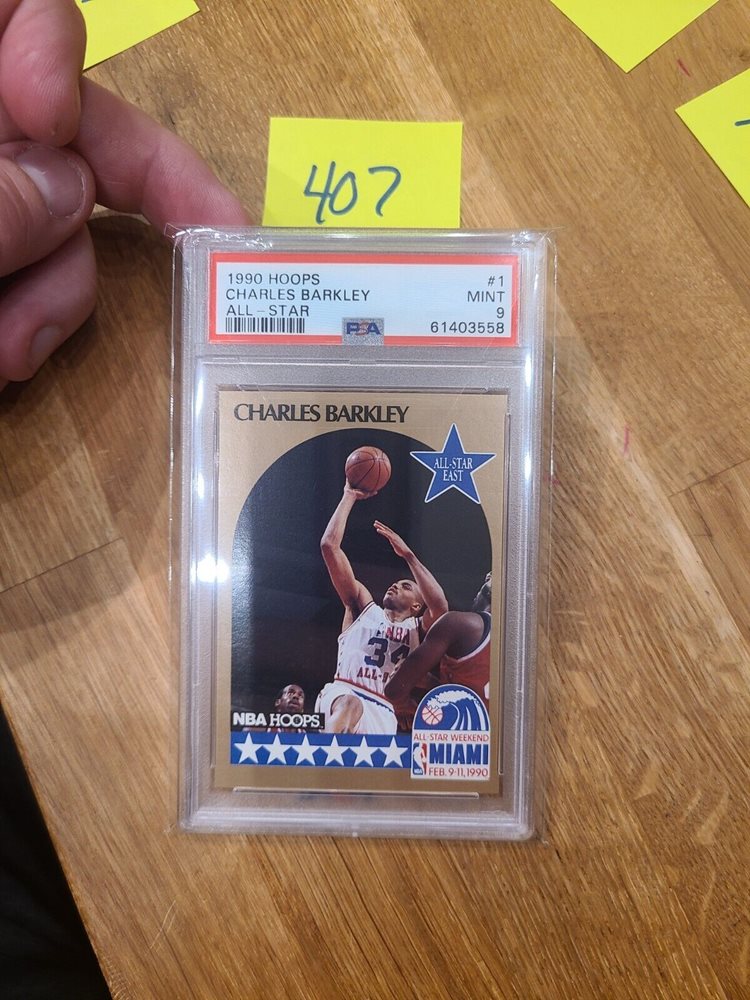 407
1990 HOOPS #1
CHARLES BARKLEY MINT
ALL-STAR 9
PSA 61403558
CHARLES BARKLEY
ALL-STAR
EAST
NBA
34
NBA HOOPS
ALL-STAR WEEKEND
MIAMI
FEB. 9-11, 1990